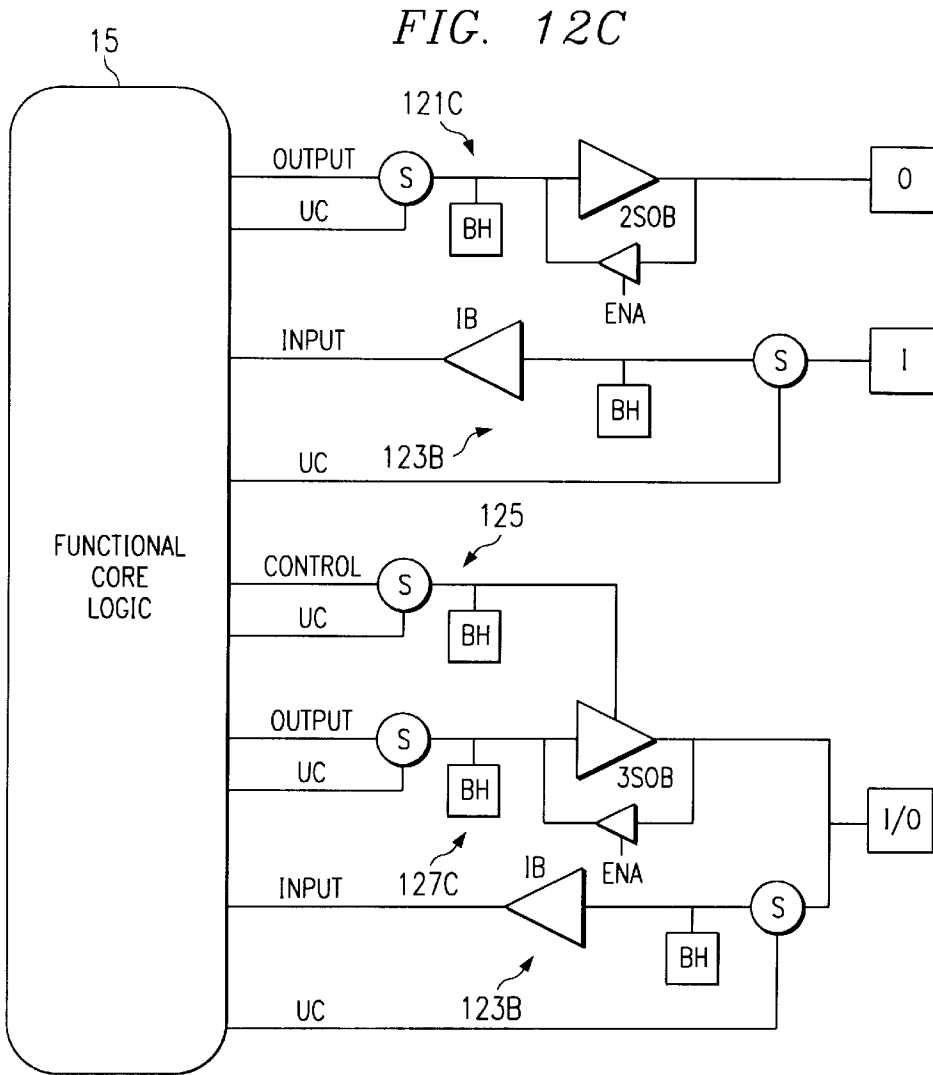 FIG. 12C
15
121C
OUTPUT
S
UC
BH
2SOB
ENA
O
IB
INPUT
S
I
BH
123B
UC
125
FUNCTIONAL
CORE
LOGIC
CONTROL
S
UC
BH
OUTPUT
S
UC
BH
3SOB
ENA
I/O
127C
IB
INPUT
S
BH
123B
UC